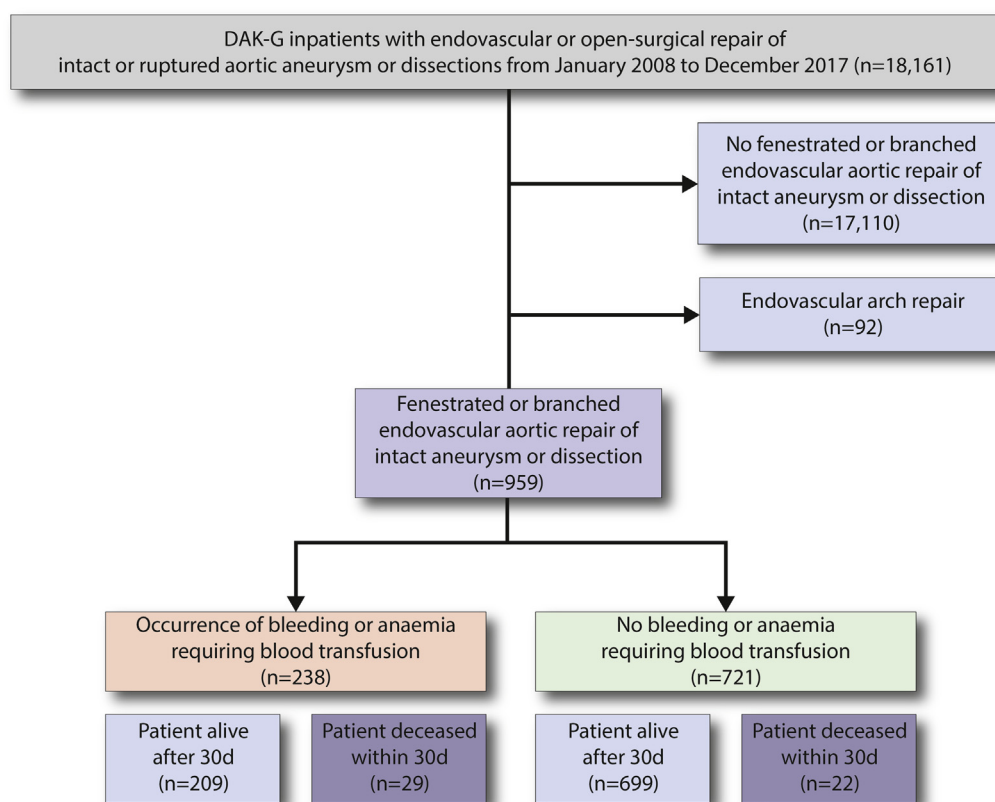 DAK-G inpatients with endovascular or open-surgical repair of
intact or ruptured aortic aneurysm or dissections from January 2008 to December 2017 (n=18,161)
No fenestrated or branched
endovascular aortic repair of
intact aneurysm or dissection
(n=17,110)
Endovascular arch repair
(n=92)
Fenestrated or branched
endovascular aortic repair of
intact aneurysm or dissection
(n=959)
Occurrence of bleeding or anaemia
requiring blood transfusion
(n=238)
No bleeding or anaemia
requiring blood transfusion
(n=721)
Patient alive
after 30d
(n=209)
Patient deceased
within 30d
(n=29)
Patient alive
after 30d
(n=699)
Patient deceased
within 30d
(n=22)